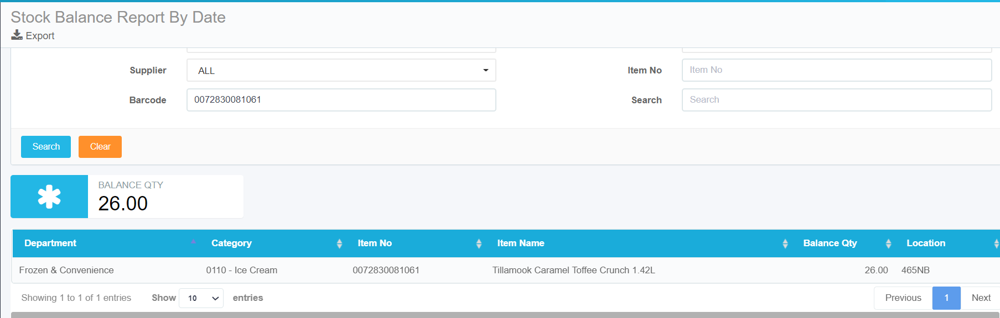 Stock Balance Report By Date
Export
Supplier ALL Item No Item No
Barcode 0072830081061 Search Search
Search Clear
BALANCE QTY
26.00
Department Category Item No Item Name Balance Qty Location
Frozen & Convenience 0110 - Ice Cream 0072830081061 Tillamook Caramel Toffee Crunch 1.42L 26.00 465NB
Showing 1 to 1 of 1 entries Show 10 entries Previous 1 Next